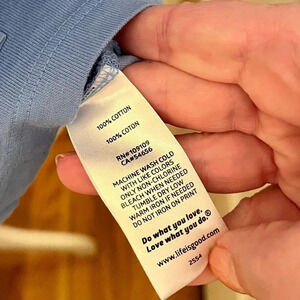 100% COTTON
100% COTON
RN#109109
CA#54656
MACHINE WASH COLD
WITH LIKE COLORS
ONLY NON CHLORINE
BLEACH WHEN NEEDED
TUMBLE DRY LOW
WARM IRON IF NEEDED
DO NOT IRON ON PRINT
Do what you love.
Love what you do.®
www.lifeisgood.com
2554